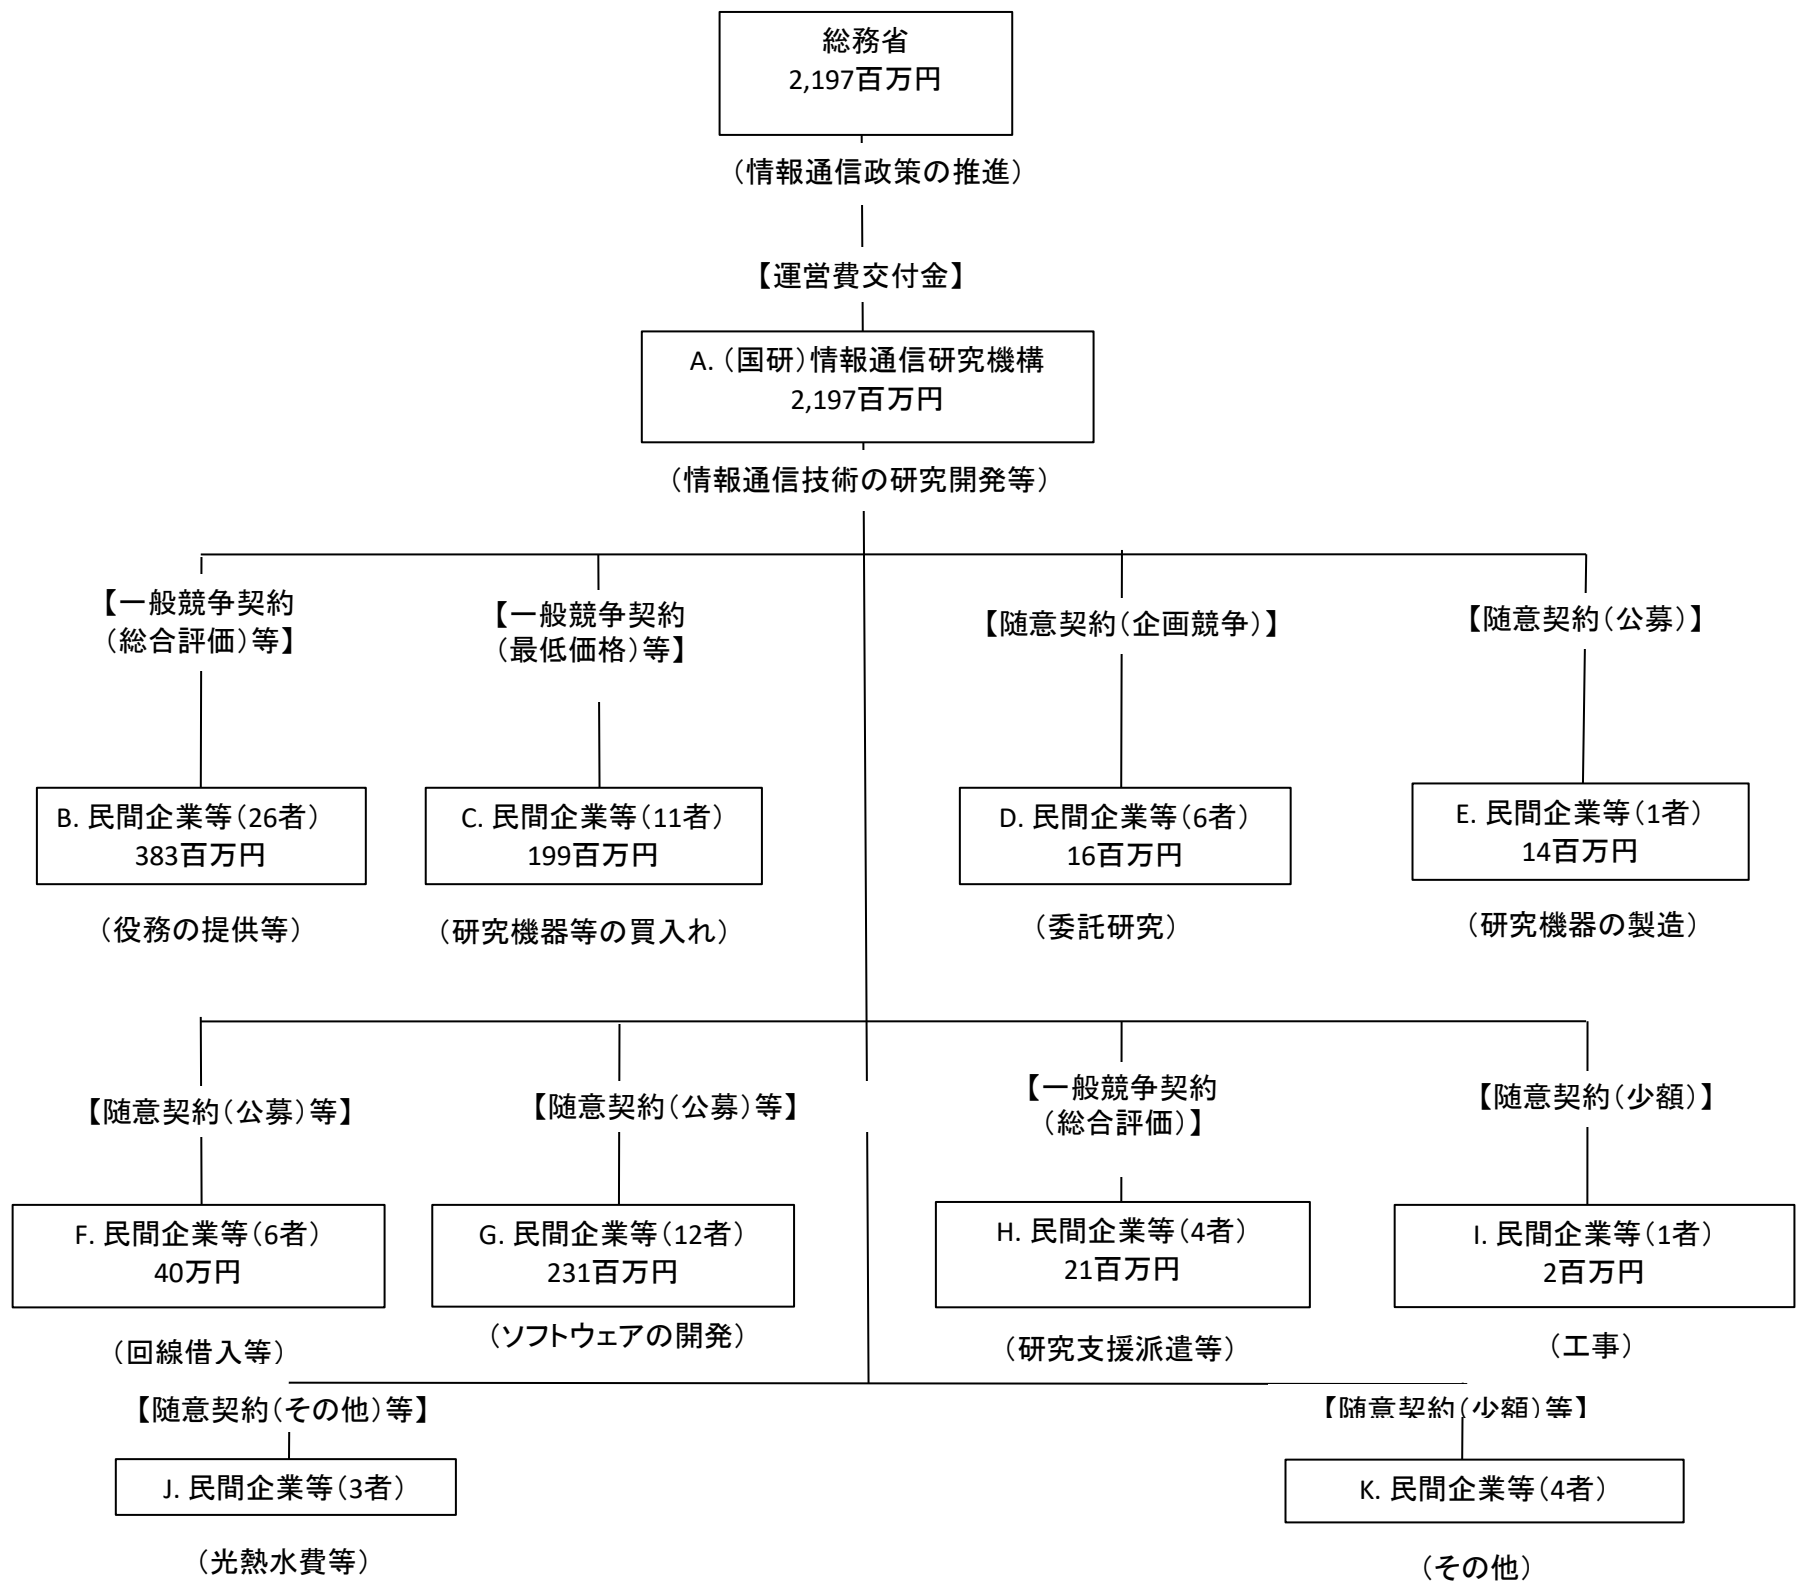 総務省
2,197百万円
（情報通信政策の推進）
【運営費交付金】
A.（国研）情報通信研究機構
2,197百万円
（情報通信技術の研究開発等）
【一般競争契約
（総合評価）等】
【一般競争契約
（最低価格）等】
【随意契約（企画競争）】
【随意契約（公募）】
B. 民間企業等（26者）
383百万円
C. 民間企業等（11者）
199百万円
D. 民間企業等（6者）
16百万円
E. 民間企業等（1者）
14百万円
（役務の提供等）
（研究機器等の買入れ）
（委託研究）
（研究機器の製造）
【随意契約（公募）等】
【随意契約（公募）等】
【一般競争契約
（総合評価）】
【随意契約（少額）】
F. 民間企業等（6者）
40万円
G. 民間企業等（12者）
231百万円
H. 民間企業等（4者）
21百万円
I. 民間企業等（1者）
2百万円
（回線借入等）
（ソフトウェアの開発）
（研究支援派遣等）
（工事）
【随意契約（その他）等】
【随意契約（少額）等】
J. 民間企業等（3者）
K. 民間企業等（4者）
（光熱水費等）
（その他）